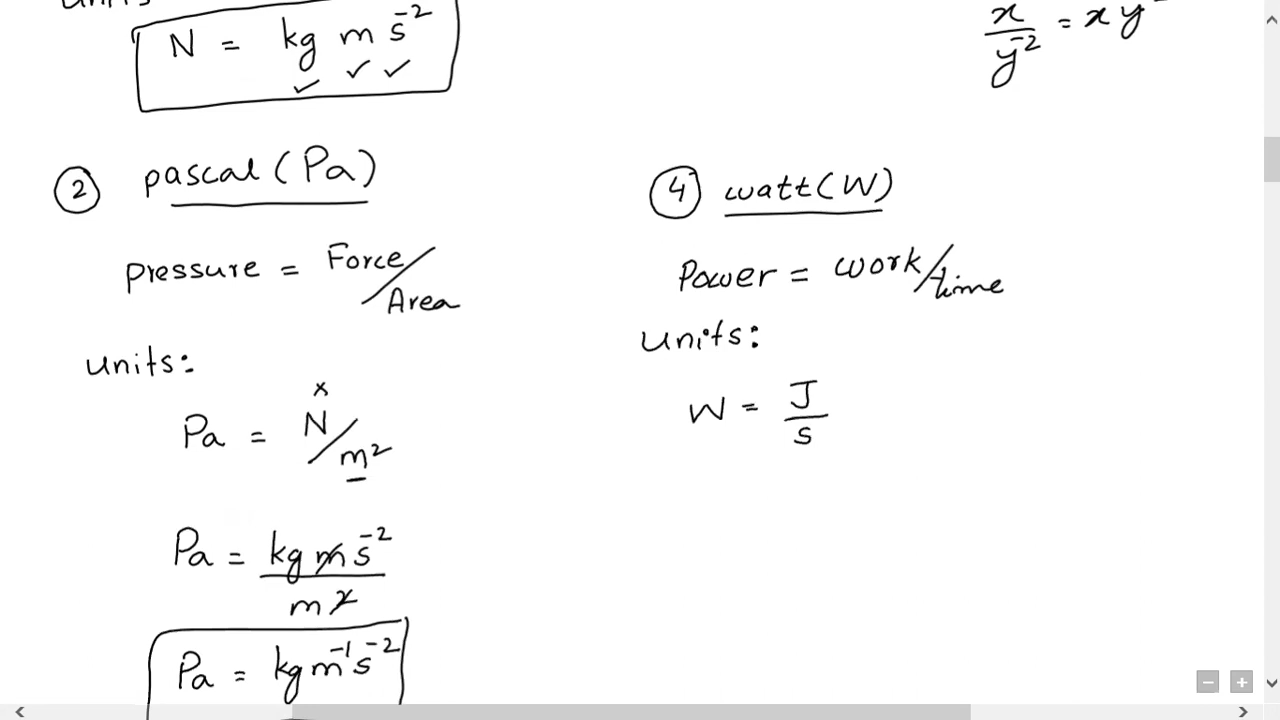 units
N = kg m s⁻²
② pascal (Pa)
Pressure = Force/Area
units:
Pa = N/m²
Pa = kg m s⁻² / m²
Pa = kg m⁻¹ s⁻²
x / y⁻² = x y
④ watt (W)
Power = work/time
units:
W = J/s